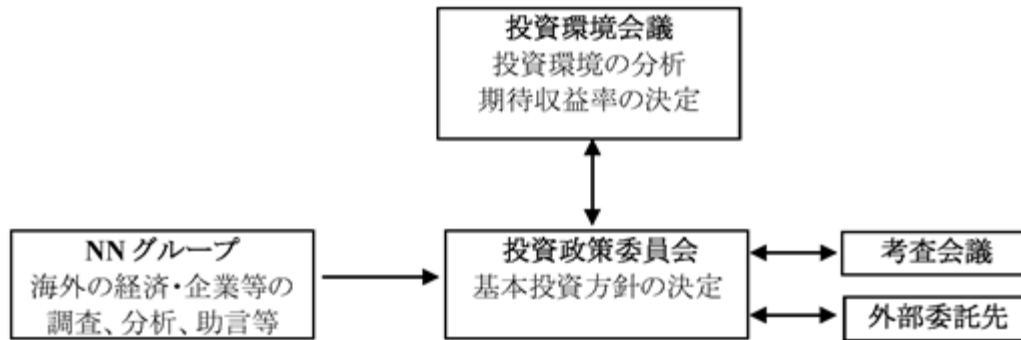 投資環境会議
投資環境の分析
期待収益率の決定
NN グループ
海外の経済・企業等の
調査、分析、助言等
投資政策委員会
基本投資方針の決定
考査会議
外部委託先